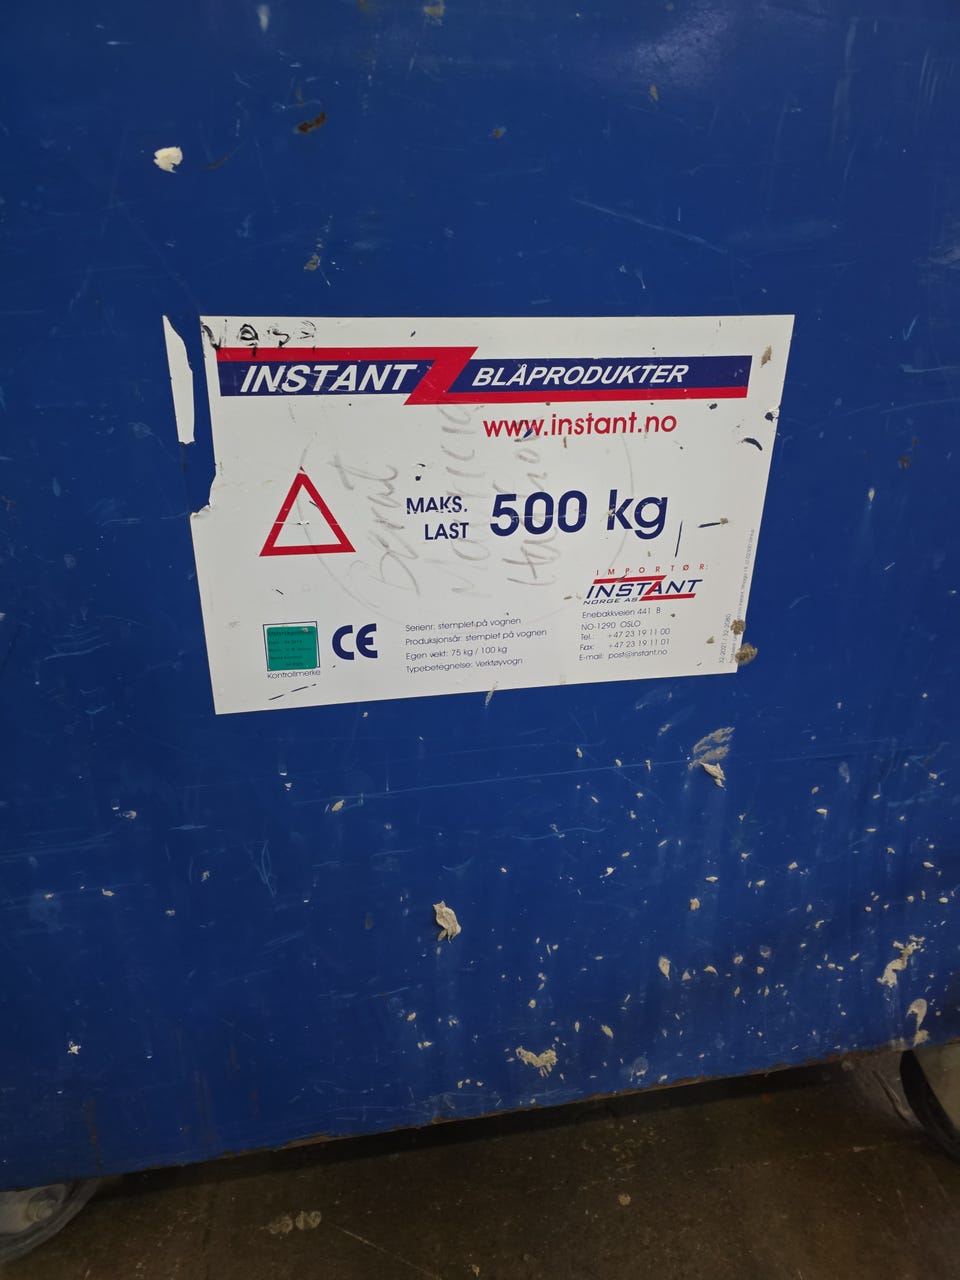 INSTANT BLÅPRODUKTER
www.instant.no
MAKS.
LAST
500 kg
IMPORTØR:
INSTANT
NORGE AS
Enebakkveien 441 B
NO-1290 OSLO
Tel.: +47 23 19 11 00
Fax: +47 23 19 11 01
E-mail: post@instant.no
CE
Serienr: stemplet på vognen
Produksjonsår: stemplet på vognen
Egen vekt: 75 kg / 100 kg
Typebetegnelse: Verktøyvogn
Kontrollmerke
Berat